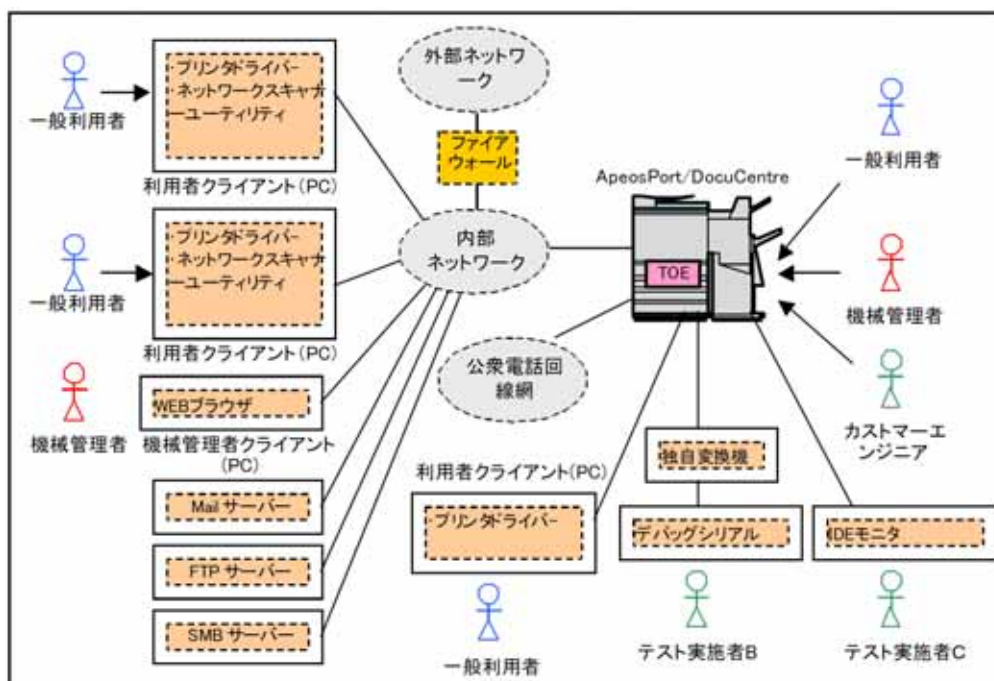 外部ネットワ
ーク
ファイア
ウォール
一般利用者
・プリンタドライバー
・ネットワークスキャナ
ーユーティリティ
利用者クライアント(PC)
一般利用者
・プリンタドライバー
・ネットワークスキャナ
ーユーティリティ
利用者クライアント(PC)
内部
ネットワーク
ApeosPort/DocuCentre
TOE
一般利用者
機械管理者
カストマーエ
ンジニア
公衆電話回
線網
機械管理者
WEBブラウザ
機械管理者クライアント
(PC)
Mail サーバー
FTP サーバー
SMB サーバー
利用者クライアント(PC)
・プリンタドライバー
一般利用者
独自変換機
デバッグシリアル
テスト実施者B
IDEモニタ
テスト実施者C